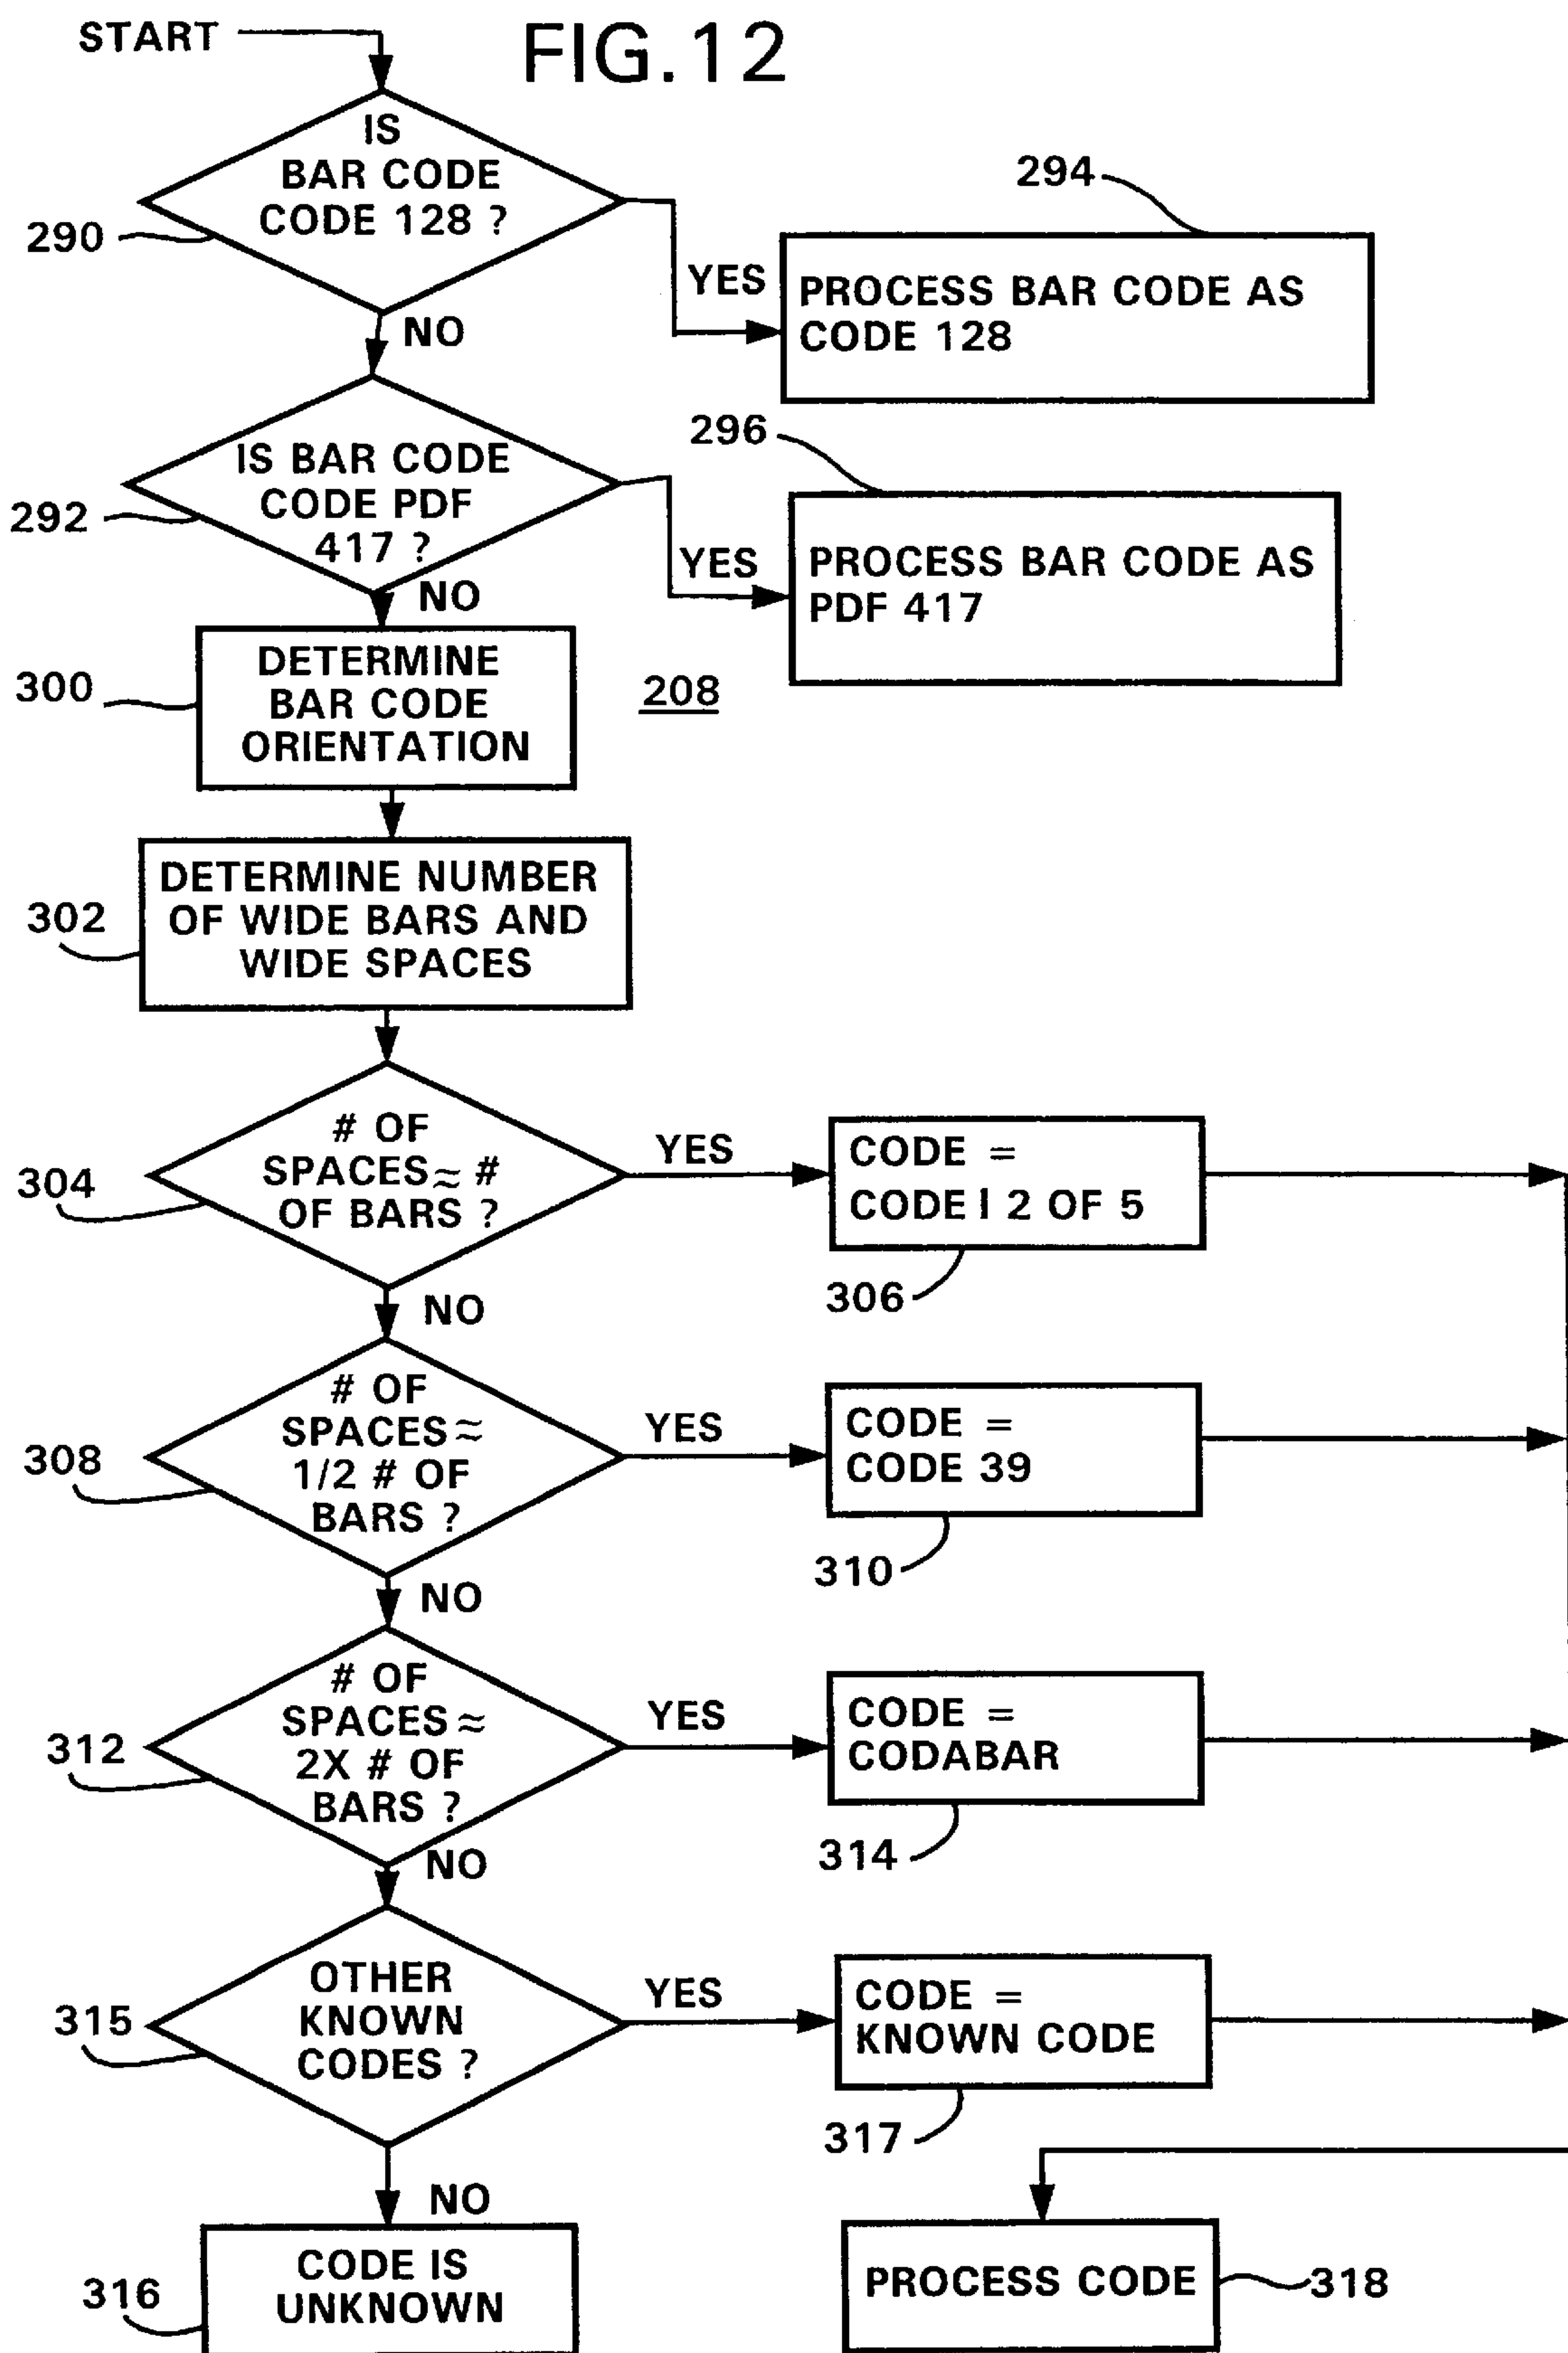 START
FIG.12
IS
BAR CODE
CODE 128 ?
290
294
YES
PROCESS BAR CODE AS
CODE 128
NO
IS BAR CODE
CODE PDF
417 ?
292
296
YES
PROCESS BAR CODE AS
PDF 417
NO
DETERMINE
BAR CODE
ORIENTATION
300
208
DETERMINE NUMBER
OF WIDE BARS AND
WIDE SPACES
302
# OF
SPACES ≈ #
OF BARS ?
304
YES
CODE =
CODE I 2 OF 5
306
NO
# OF
SPACES ≈
1/2 # OF
BARS ?
308
YES
CODE =
CODE 39
310
NO
# OF
SPACES ≈
2X # OF
BARS ?
312
YES
CODE =
CODABAR
314
NO
OTHER
KNOWN
CODES ?
315
YES
CODE =
KNOWN CODE
317
NO
CODE IS
UNKNOWN
316
PROCESS CODE
318